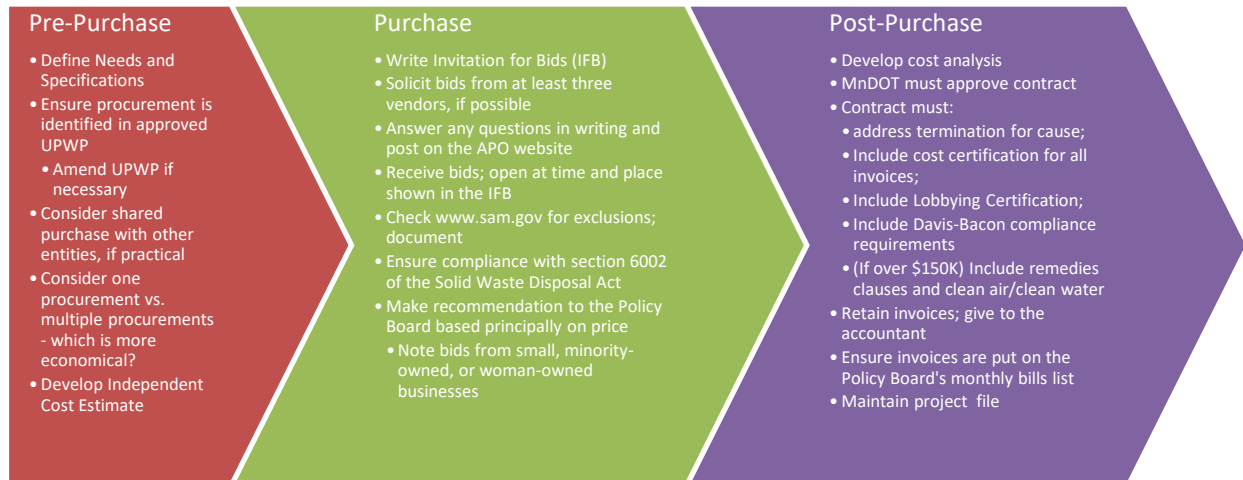 Pre-Purchase
• Define Needs and
Specifications
• Ensure procurement is
identified in approved
UPWP
• Amend UPWP if
necessary
• Consider shared
purchase with other
entities, if practical
• Consider one
procurement vs.
multiple procurements
- which is more
economical?
• Develop Independent
Cost Estimate
Purchase
• Write Invitation for Bids (IFB)
• Solicit bids from at least three
vendors, if possible
• Answer any questions in writing and
post on the APO website
• Receive bids; open at time and place
shown in the IFB
• Check www.sam.gov for exclusions;
document
• Ensure compliance with section 6002
of the Solid Waste Disposal Act
• Make recommendation to the Policy
Board based principally on price
• Note bids from small, minority-
owned, or woman-owned
businesses
Post-Purchase
• Develop cost analysis
• MnDOT must approve contract
• Contract must:
• address termination for cause;
• Include cost certification for all
invoices;
• Include Lobbying Certification;
• Include Davis-Bacon compliance
requirements
• (If over $150K) Include remedies
clauses and clean air/clean water
• Retain invoices; give to the
accountant
• Ensure invoices are put on the
Policy Board's monthly bills list
• Maintain project file